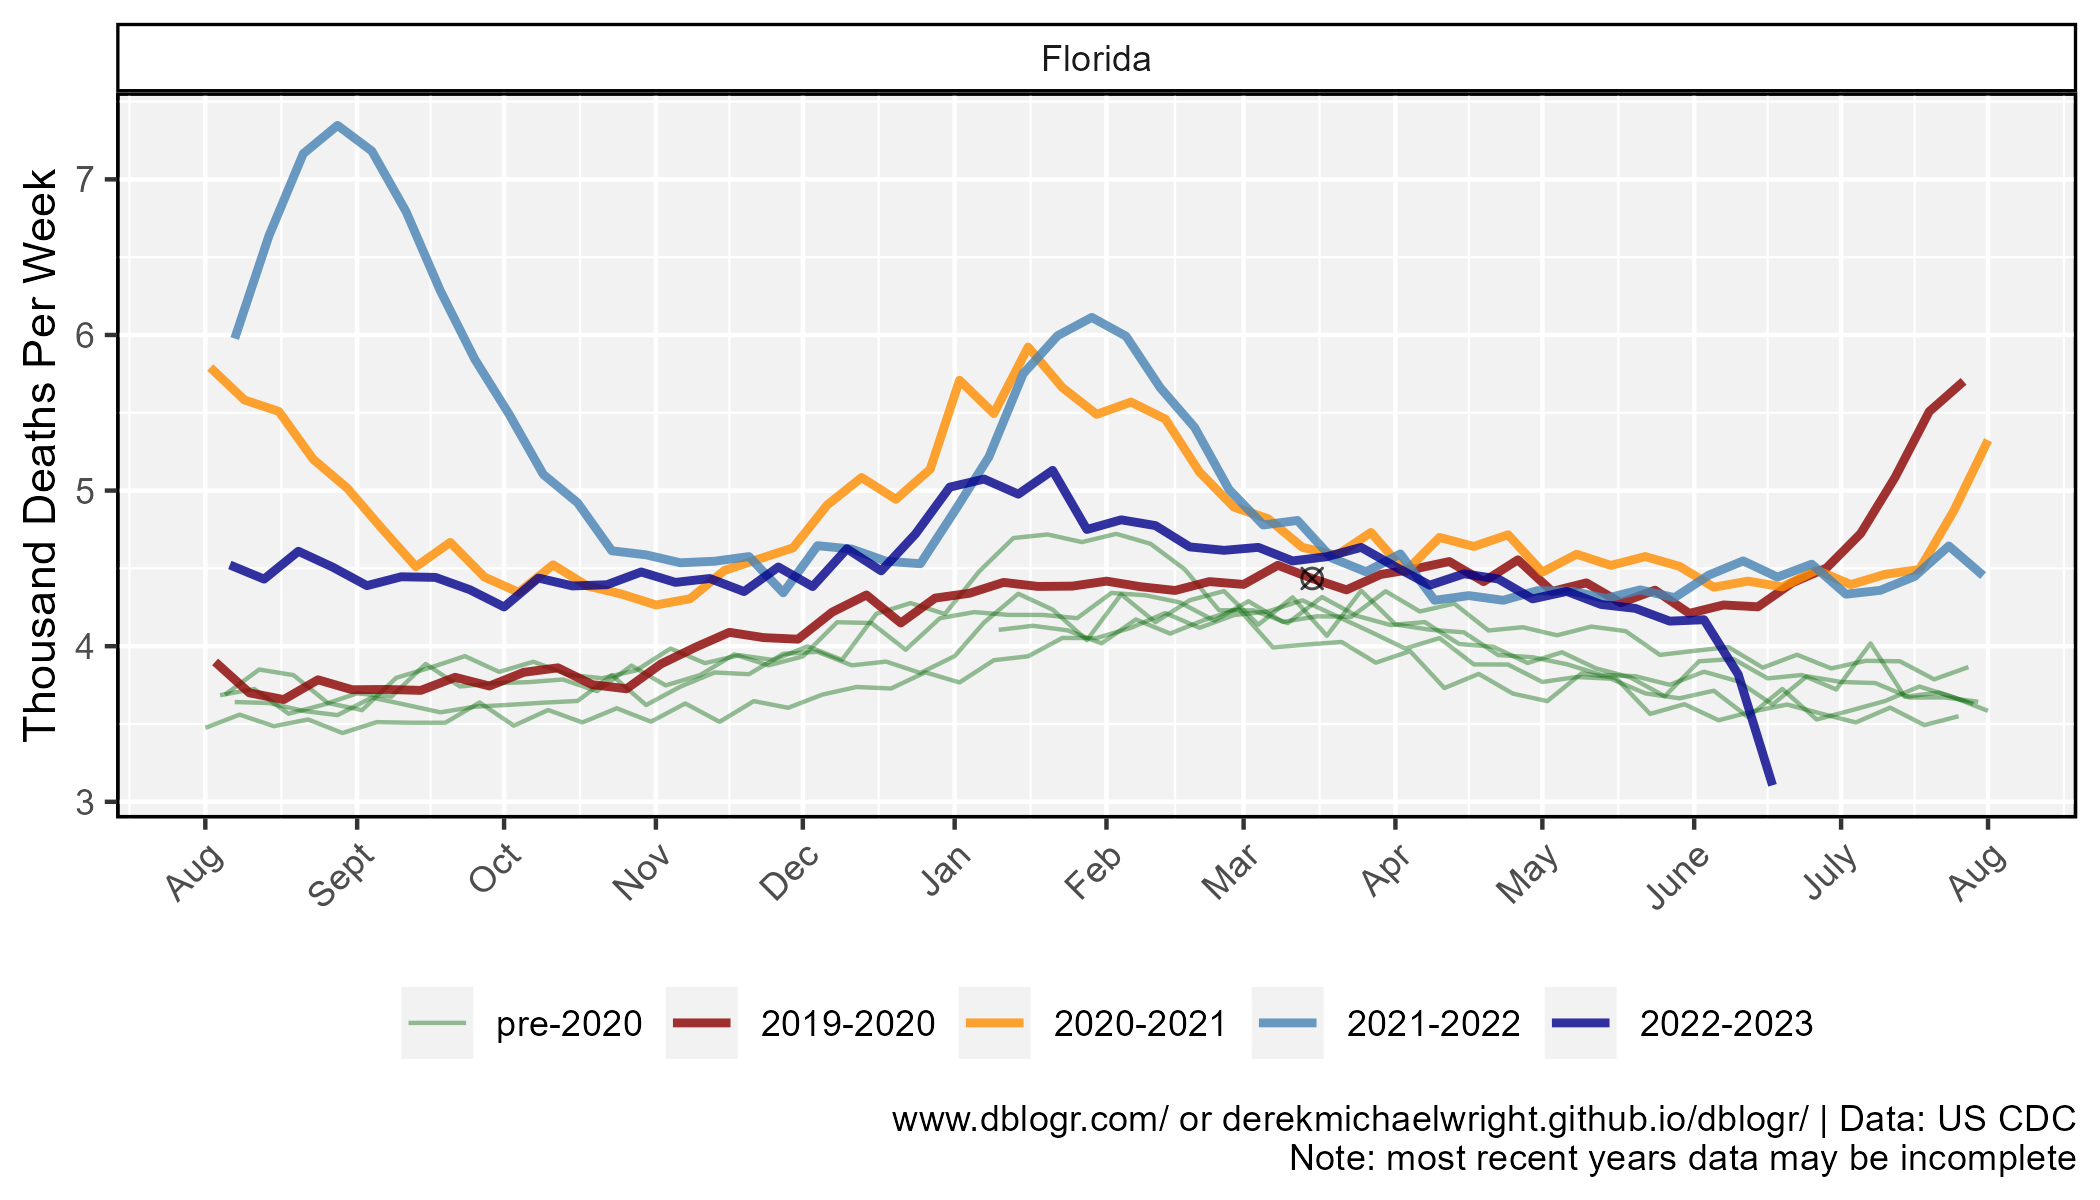 Florida
Thousand Deaths Per Week
7
6
5
4
3
Aug Sept Oct Nov Dec Jan Feb Mar Apr May June July Aug
pre-2020 2019-2020 2020-2021 2021-2022 2022-2023
www.dblogr.com/ or derekmichaelwright.github.io/dblogr/ | Data: US CDC
Note: most recent years data may be incomplete